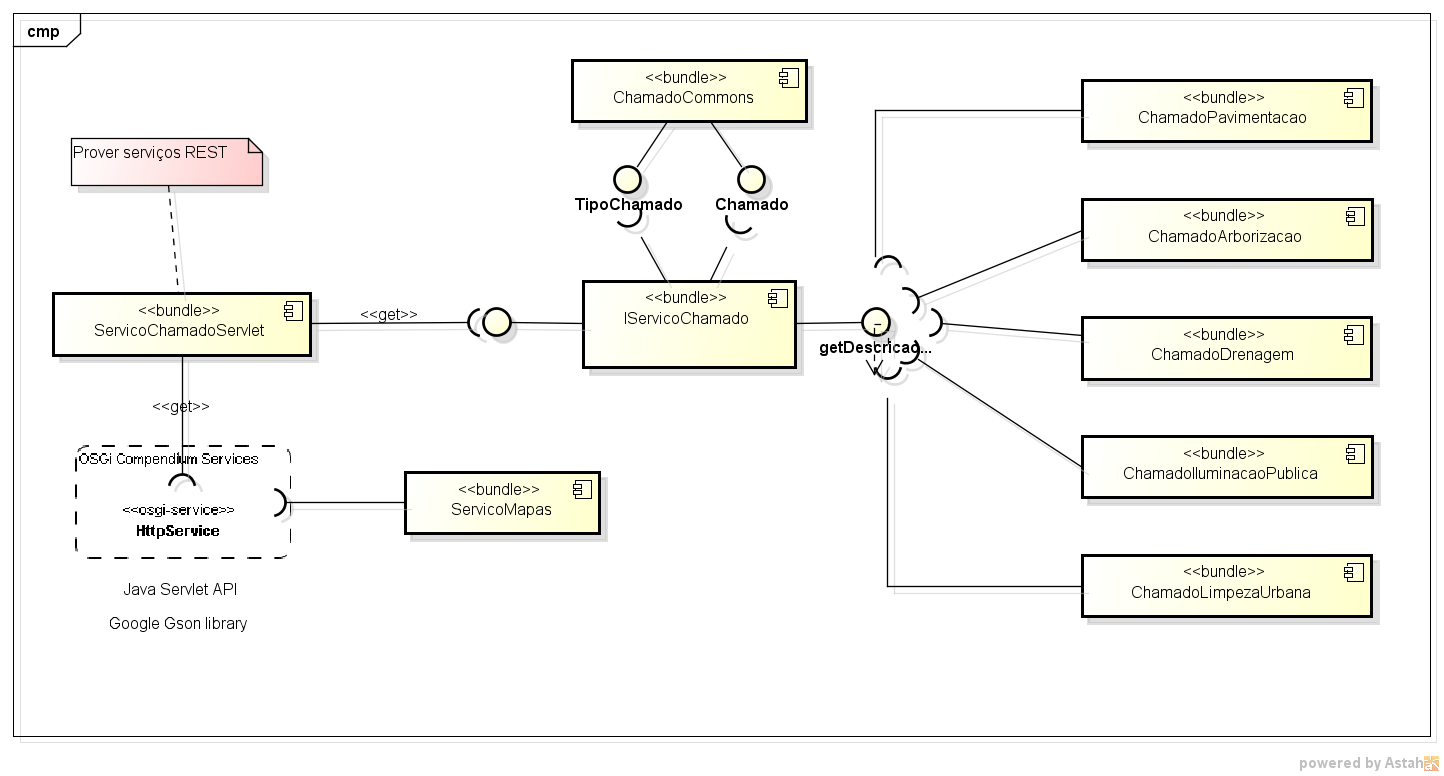 cmp
<<bundle>>
ChamadoCommons
<<bundle>>
ChamadoPavimentacao
Prover serviços REST
TipoChamado
Chamado
<<bundle>>
ChamadoArborizacao
<<bundle>>
ServicoChamadoServlet
<<get>>
<<bundle>>
IServicoChamado
getDescricao...
<<bundle>>
ChamadoDrenagem
<<get>>
OSGi Compendium Services
<<osgi-service>>
HttpService
<<bundle>>
ServicoMapas
<<bundle>>
ChamadoIluminacaoPublica
Java Servlet API
Google Gson library
<<bundle>>
ChamadoLimpezaUrbana
powered by Astah